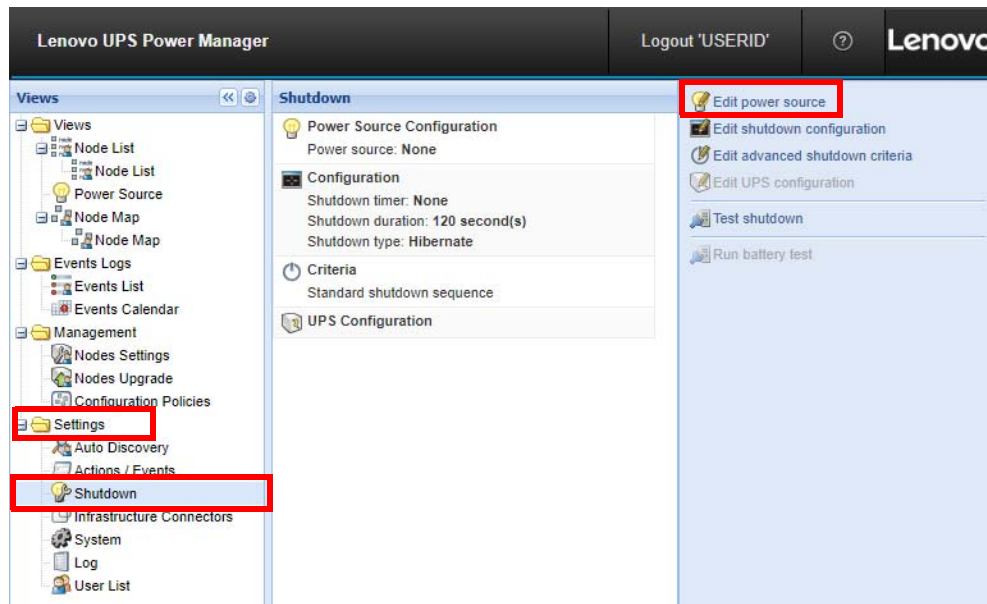 Lenovo UPS Power Manager
Logout 'USERID'
?
Lenovo
Views
Views
Node List
Node List
Power Source
Node Map
Node Map
Events Logs
Events List
Events Calendar
Management
Nodes Settings
Nodes Upgrade
Configuration Policies
Settings
Auto Discovery
Actions / Events
Shutdown
Infrastructure Connectors
System
Log
User List
Shutdown
Power Source Configuration
Power source: None
Configuration
Shutdown timer: None
Shutdown duration: 120 second(s)
Shutdown type: Hibernate
Criteria
Standard shutdown sequence
UPS Configuration
Edit power source
Edit shutdown configuration
Edit advanced shutdown criteria
Edit UPS configuration
Test shutdown
Run battery test